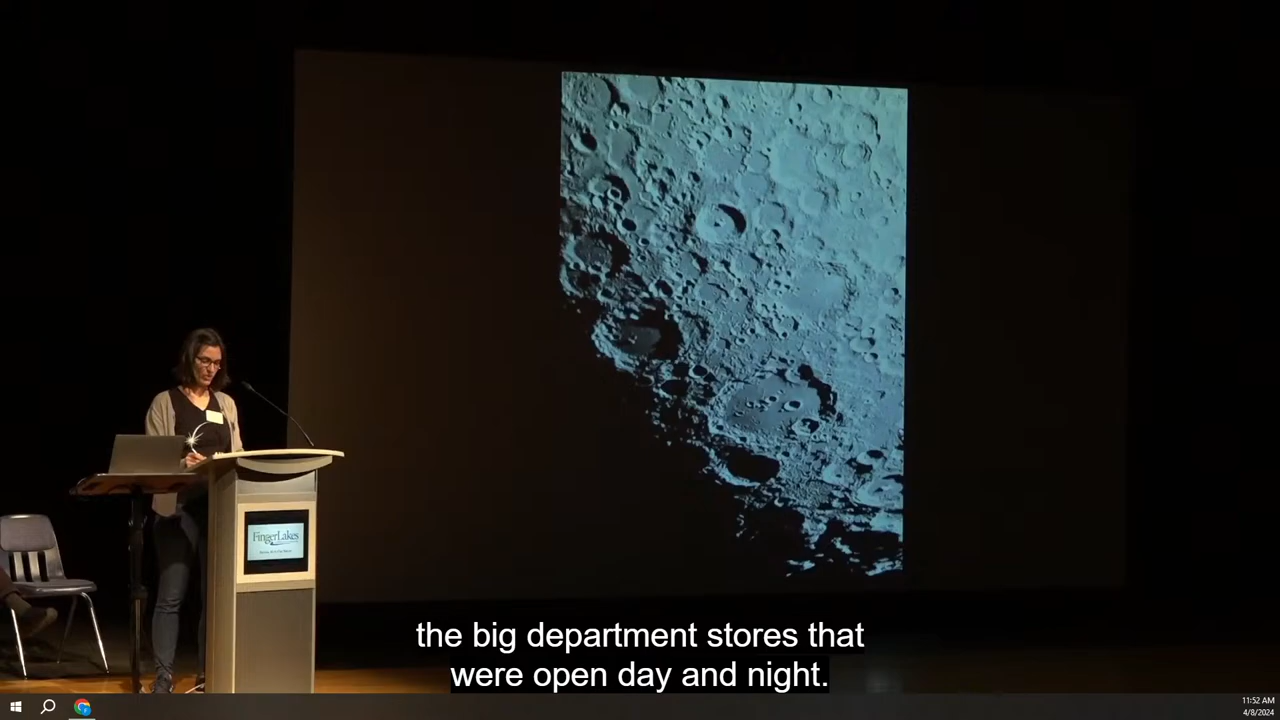 FingerLakes
the big department stores that
were open day and night.
11:52 AM
4/8/2024